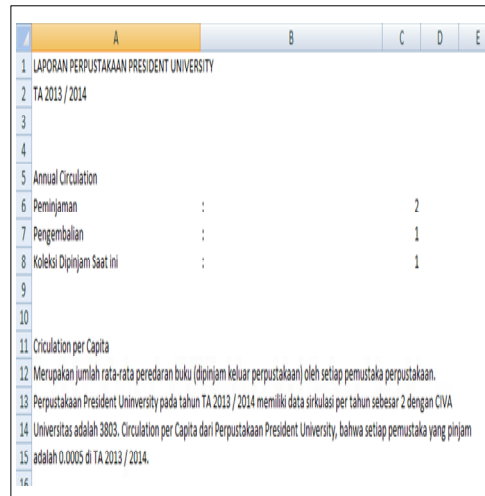 A B C D E
1 LAPORAN PERPUSTAKAAN PRESIDENT UNIVERSITY
2 TA 2013 / 2014
3
4
5 Annual Circulation
6 Peminjaman : 2
7 Pengembalian : 1
8 Koleksi Dipinjam Saat ini : 1
9
10
11 Criculation per Capita
12 Merupakan jumlah rata-rata peredaran buku (dipinjam keluar perpustakaan) oleh setiap pemustaka perpustakaan.
13 Perpustakaan President Uninversity pada tahun TA 2013 / 2014 memiliki data sirkulasi per tahun sebesar 2 dengan CIVA
14 Universitas adalah 3803. Circulation per Capita dari Perpustakaan President University, bahwa setiap pemustaka yang pinjam
15 adalah 0.0005 di TA 2013 / 2014.
16